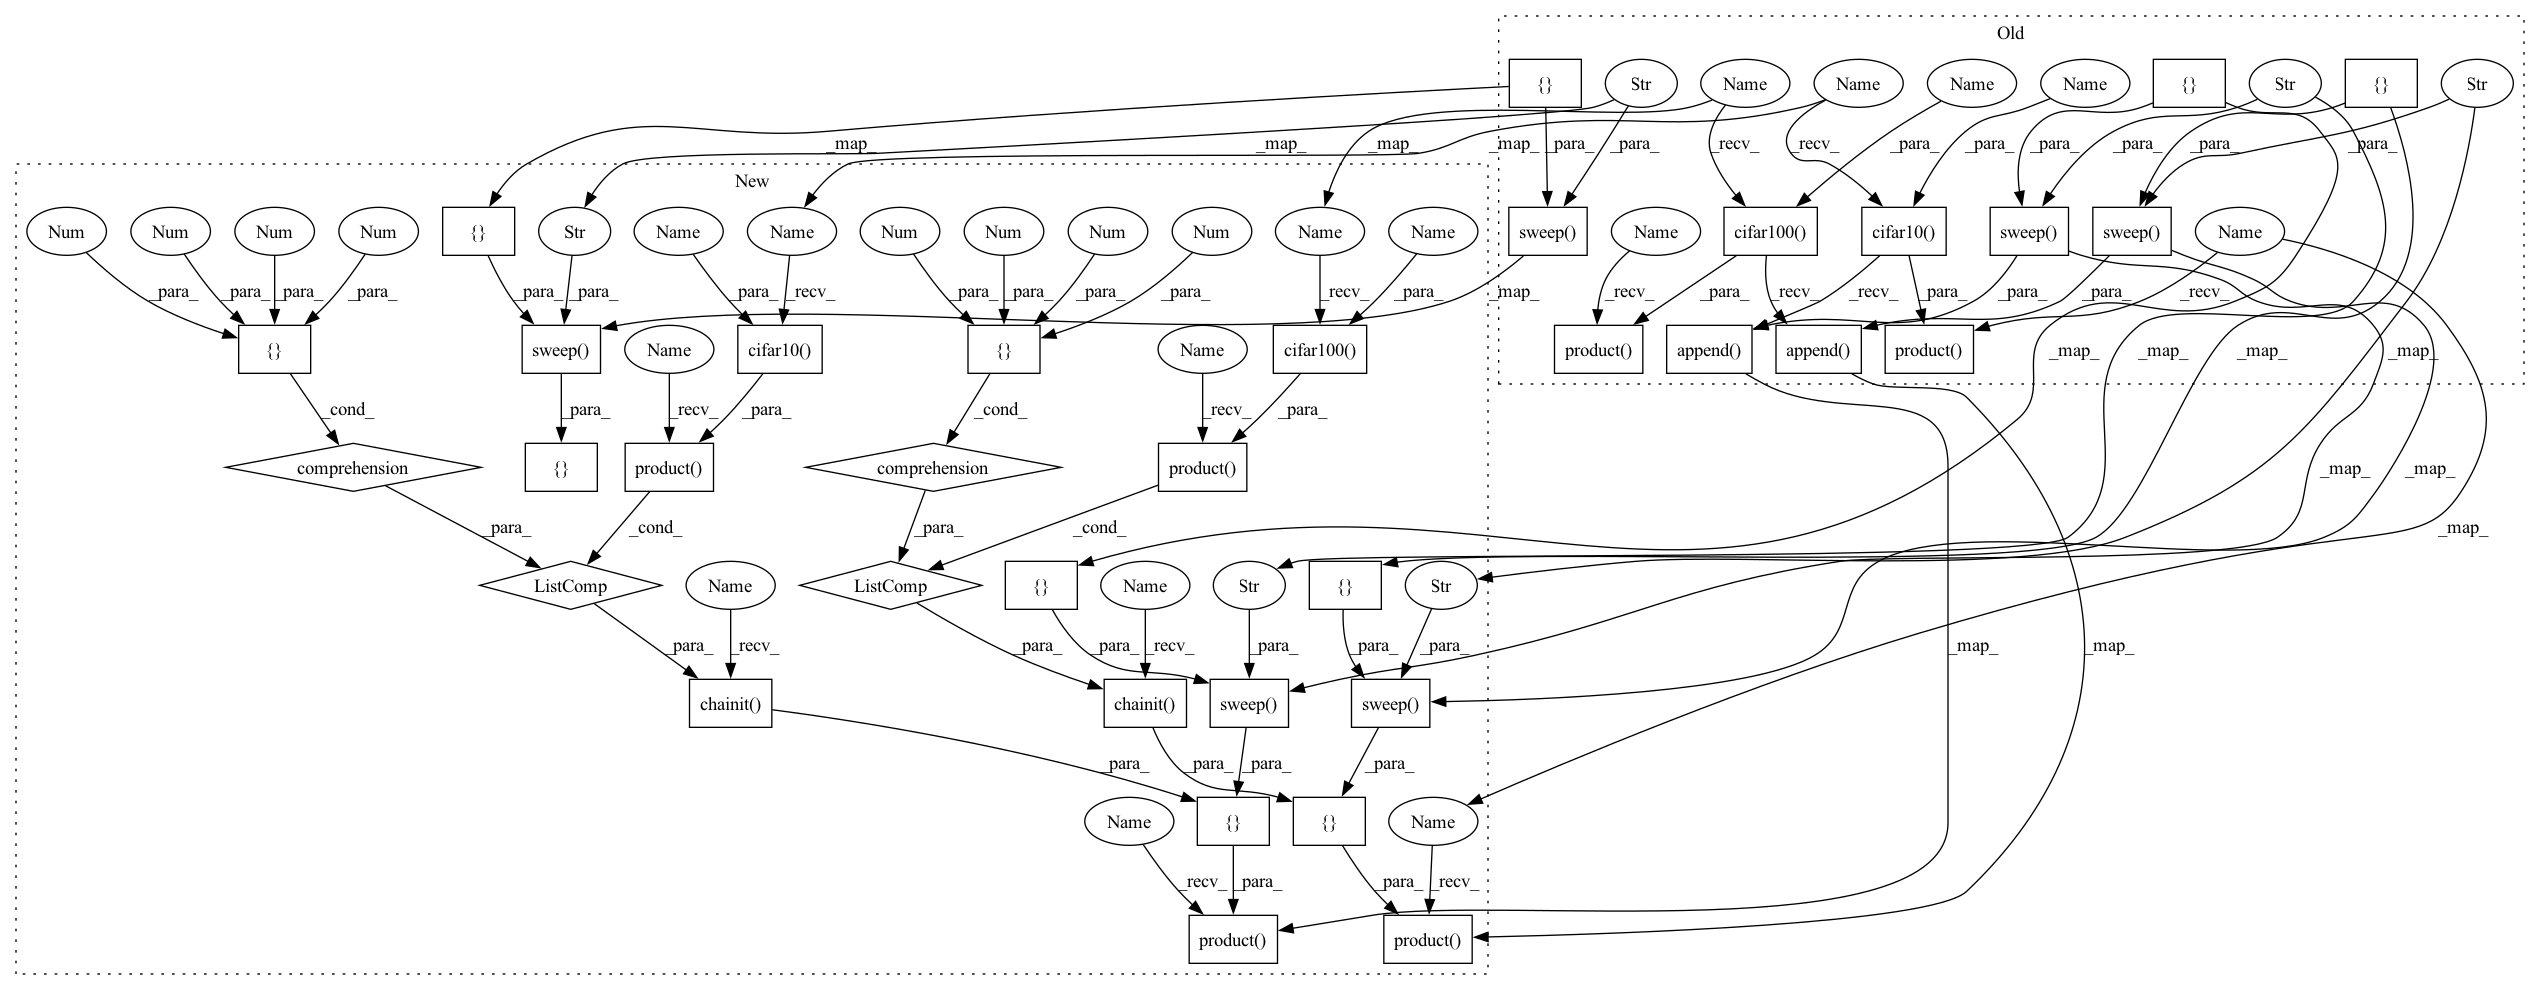 Old
{}
Str
Name
Name
Name
Name
{}
Str
{}
Str
_map_
_map_
_map_
_map_
_para_
_para_
_recv_
_recv_
_para_
_para_
_para_
_para_
_para_
_para_
New
Num
Num
Num
Num
{}
Str
Name
Name
Num
Num
Num
Num
Name
Name
sweep()
Name
cifar100()
cifar10()
sweep()
sweep()
Name
_para_
_para_
_para_
_para_
_para_
_para_
_para_
_recv_
_para_
_para_
_para_
_para_
_recv_
_para_
_map_
_recv_
_para_
_recv_
_recv_
_para_
_para_
_para_
_recv_
{}
sweep()
Name
cifar10()
{}
Name
cifar100()
product()
append()
append()
product()
_map_
_map_
_map_
_map_
_cond_
_para_
_recv_
_para_
_cond_
_recv_
_para_
comprehension
{}
product()
comprehension
product()
_map_
_map_
_para_
_cond_
_para_
_cond_
_map_
ListComp
Name
ListComp
{}
Name
Str
{}
Str
_para_
_recv_
_para_
_para_
_recv_
_para_
_para_
_para_
_map_
_map_
chainit()
chainit()
sweep()
sweep()
_para_
_para_
_para_
_para_
Name
{}
{}
Name
_recv_
_para_
_para_
_recv_
product()
product()